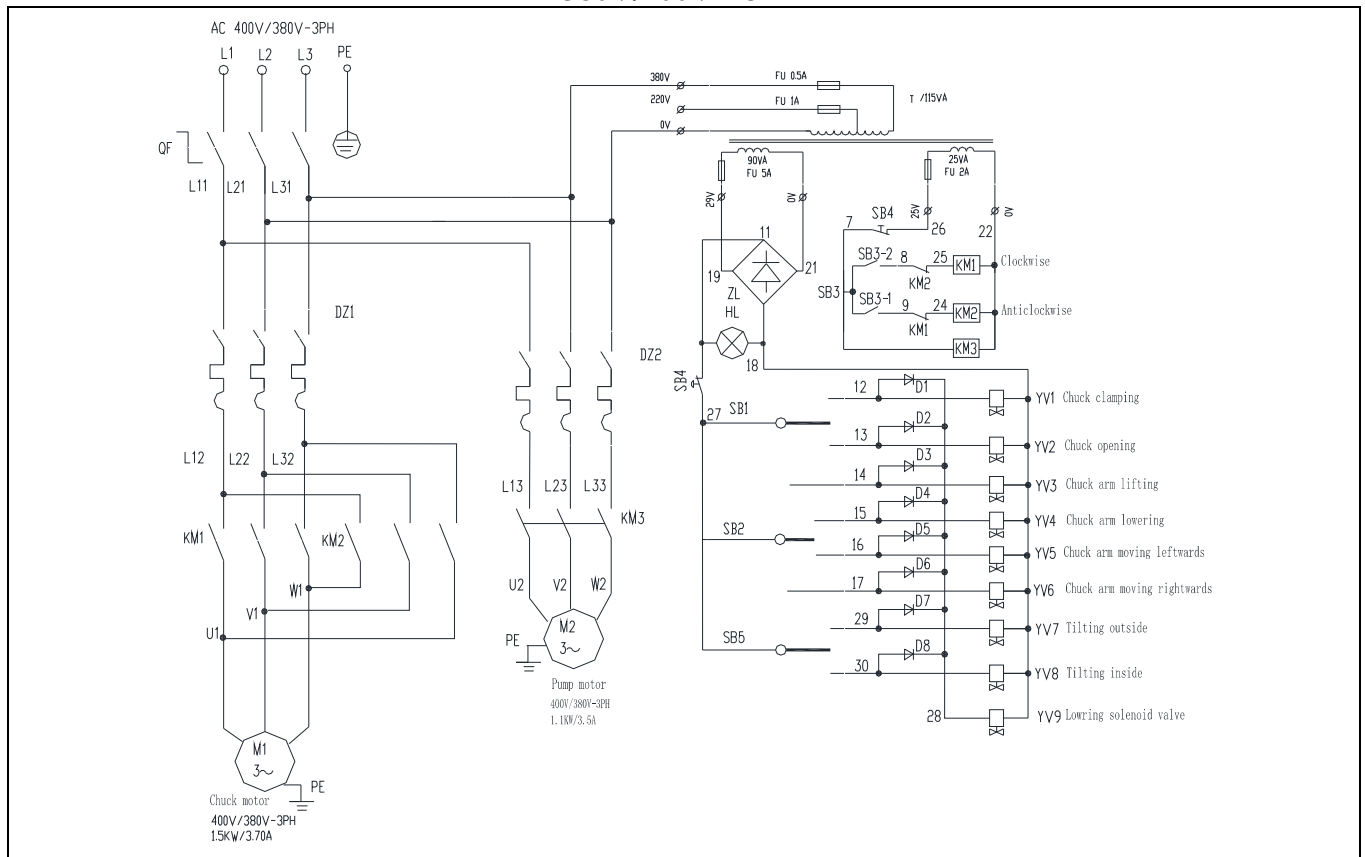 AC 400V/380V-3PH
L1 L2 L3 PE
380V FU 0.5A
T /115VA
220V FU 1A
0V
QF
90VA
FU 5A
25VA
FU 2A
L11 L21 L31
29V 0V 25V 0V
7 SB4 26 22
11
SB3-2 8 25 KM1 Clockwise
KM2
19 21
ZL
HL
SB3
SB3-1 9 24 KM2 Anticlockwise
KM1
DZ1
KM3
DZ2
18
SB4
12 D1 YV1 Chuck clamping
27 SB1
D2
13 YV2 Chuck opening
D3
14 YV3 Chuck arm lifting
D4
15 YV4 Chuck arm lowering
SB2
D5
16 YV5 Chuck arm moving leftwards
D6
17 YV6 Chuck arm moving rightwards
D7
29 YV7 Tilting outside
SB5
D8
30 YV8 Tilting inside
28 YV9 Lowring solenoid valve
L12 L22 L32
L13 L23 L33
KM1 KM2
KM3
U2 V2 W2
W1
V1
U1
M2
3~
PE
Pump motor
400V/380V-3PH
1.1KW/3.5A
M1
3~
PE
Chuck motor
400V/380V-3PH
1.5KW/3.70A